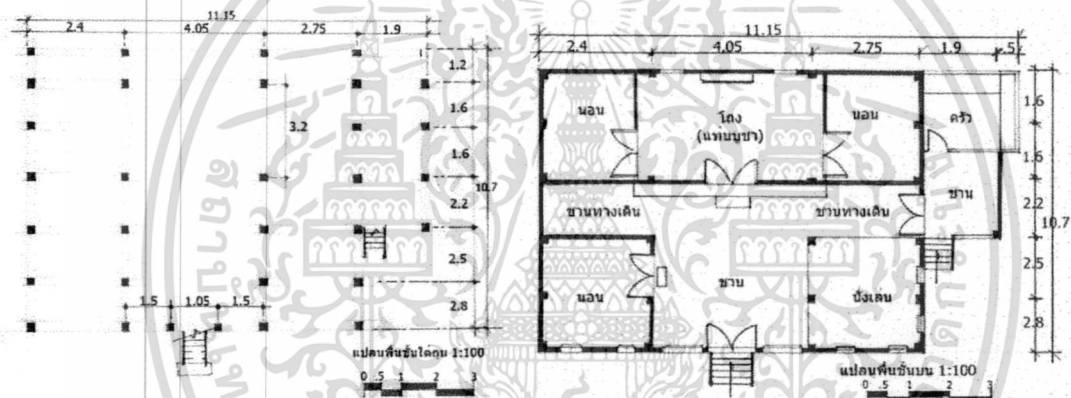 11.15
2.4 4.05 2.75 1.9
1.2
1.6
3.2
1.6
10.7
2.2
2.5
1.5 1.05 1.5
2.8
แปลนพื้นชั้นใต้ถุน 1:100
0 .5 1 2 3
11.15
2.4 4.05 2.75 1.9 .5
นอน
โถง
(แท่นบูชา)
นอน
ครัว
1.6
1.6
ชานทางเดิน
ชานทางเดิน
ชาน
2.2
10.7
นอน
ชาน
นั่งเล่น
2.5
2.8
แปลนพื้นชั้นบน 1:100
0 .5 1 2 3